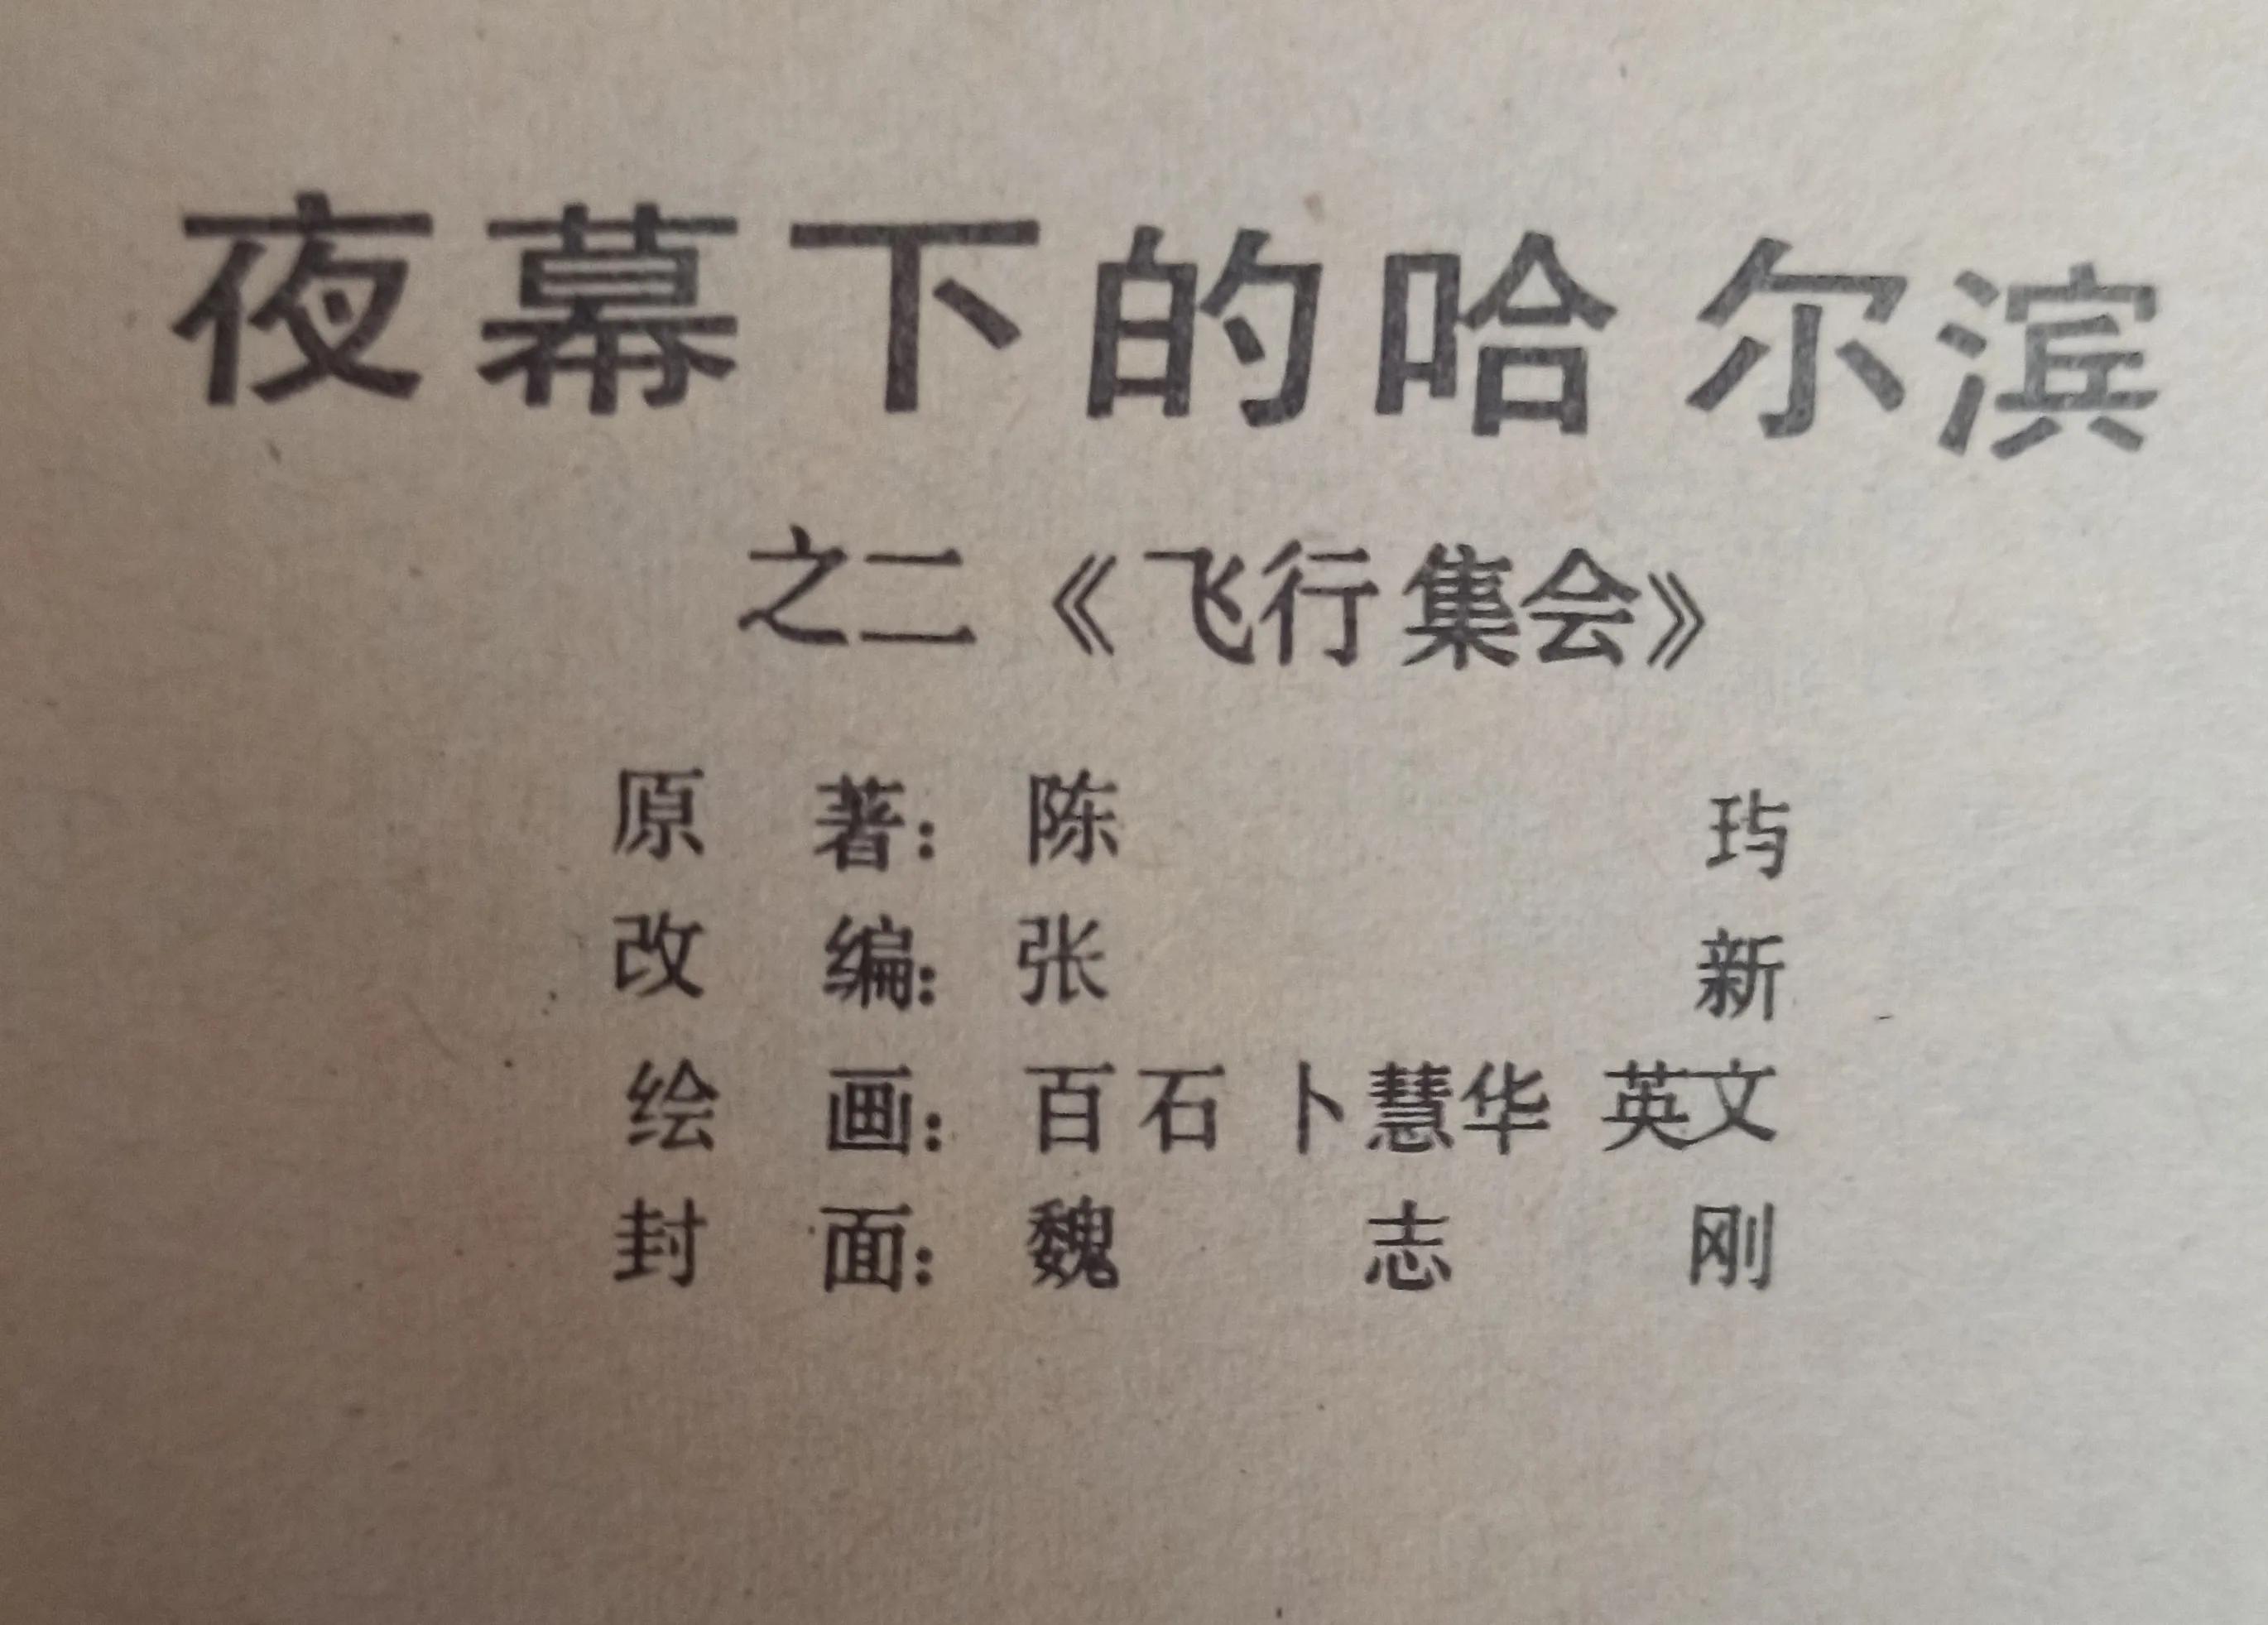 夜幕下的哈尔滨
之二《飞行集会》
原 著：陈 玙
改 编：张 新
绘 画：百石 卜慧华 英文
封 面：魏 志 刚